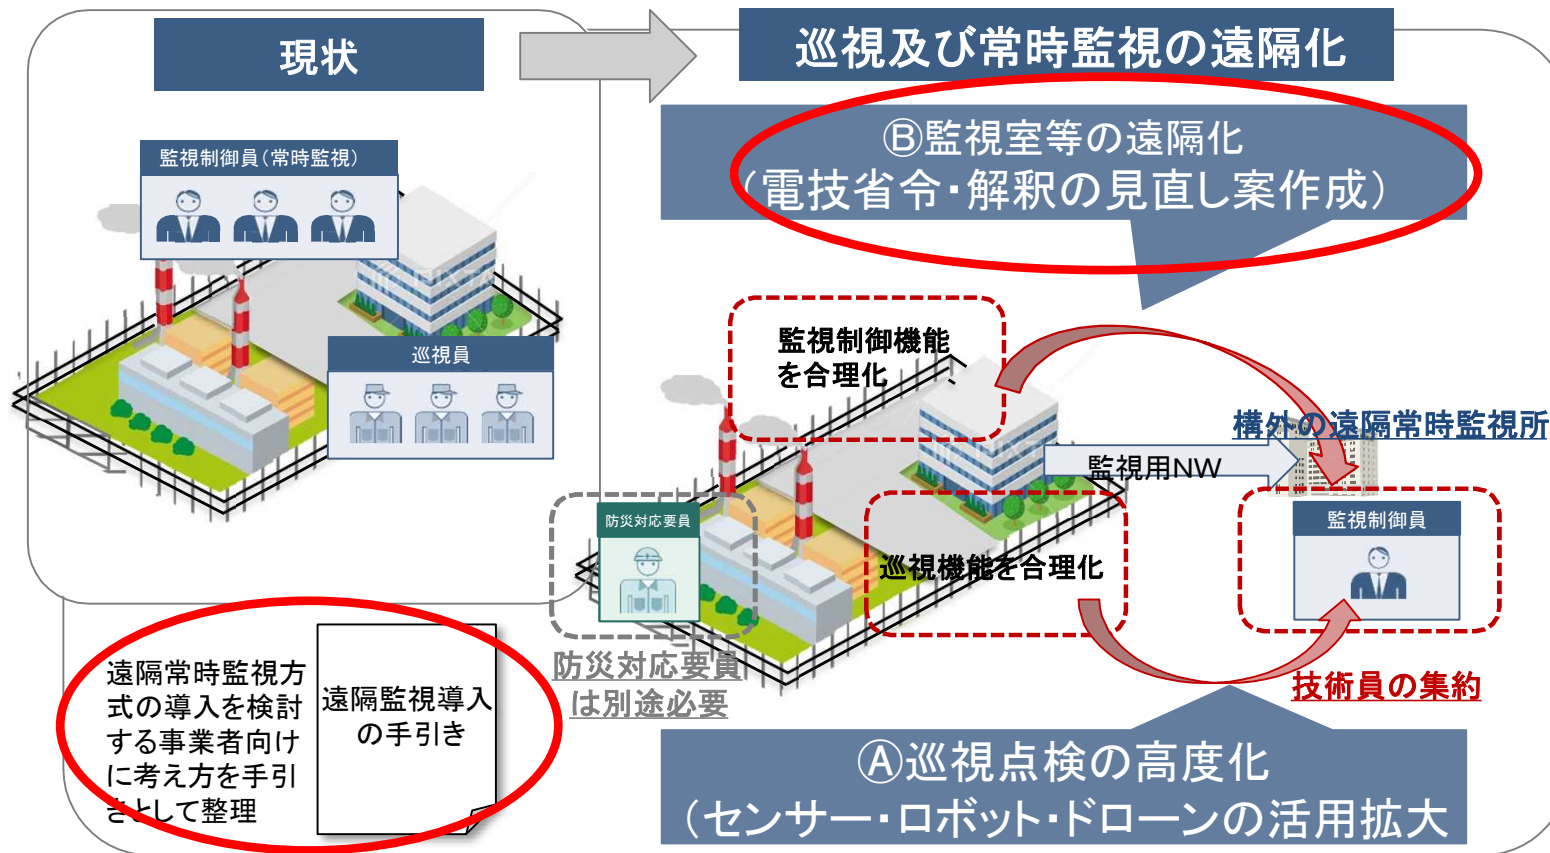 現状
巡視及び常時監視の遠隔化
Ⓑ監視室等の遠隔化
(電技省令・解釈の見直し案作成)
監視制御員(常時監視)
巡視員
監視制御機能
を合理化
構外の遠隔常時監視所
監視用NW
監視制御員
防災対応要員
巡視機能を合理化
防災対応要員
は別途必要
技術員の集約
遠隔常時監視方
式の導入を検討
する事業者向け
に考え方を手引
きとして整理
遠隔監視導入
の手引き
Ⓐ巡視点検の高度化
(センサー・ロボット・ドローンの活用拡大